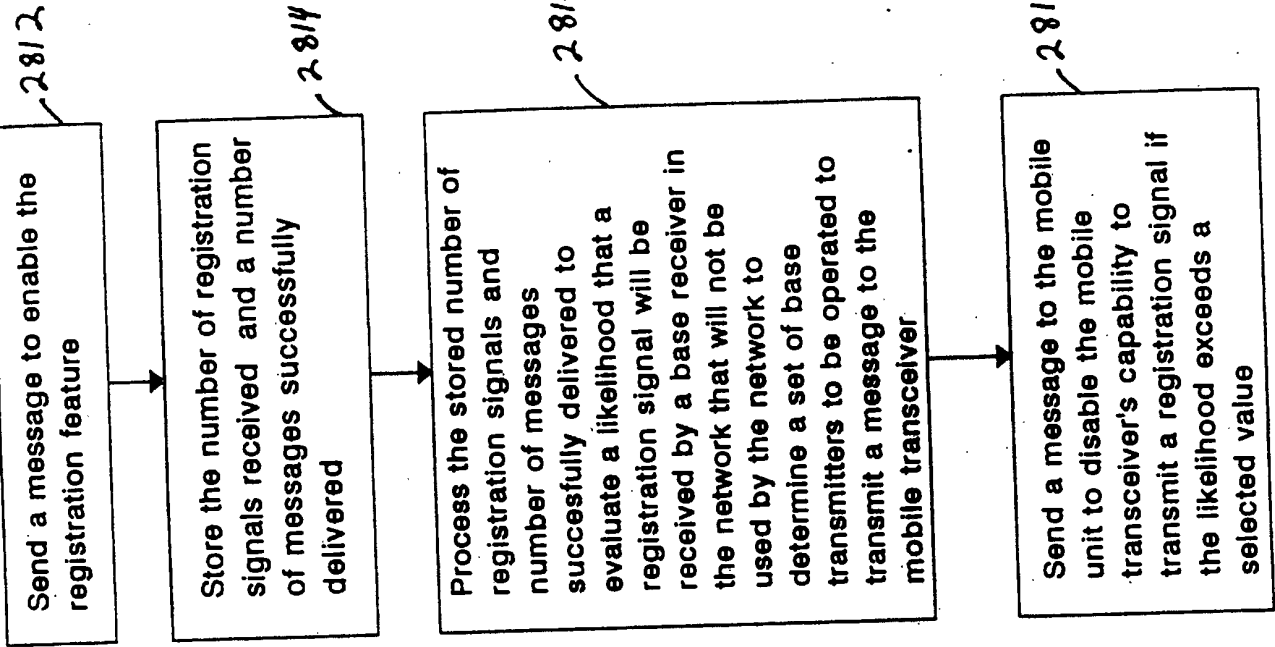 2812
Send a message to enable the
registration feature
2814
Store the number of registration
signals received and a number
of messages successfully
delivered
281
Process the stored number of
registration signals and
number of messages
succesfully delivered to
evaluate a likelihood that a
registration signal will be
received by a base receiver in
the network that will not be
used by the network to
determine a set of base
transmitters to be operated to
transmit a message to the
mobile transceiver
281
Send a message to the mobile
unit to disable the mobile
transceiver's capability to
transmit a registration signal if
the likelihood exceeds a
selected value